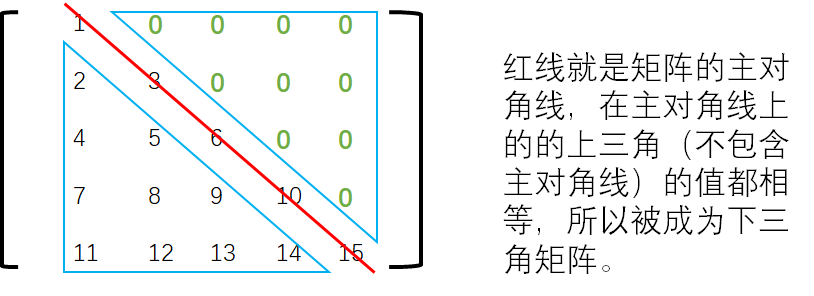 1 0 0 0 0
2 3 0 0 0
4 5 6 0 0
7 8 9 10 0
11 12 13 14 15
红线就是矩阵的主对
角线，在主对角线上
的的上三角（不包含
主对角线）的值都相
等，所以被成为下三
角矩阵。